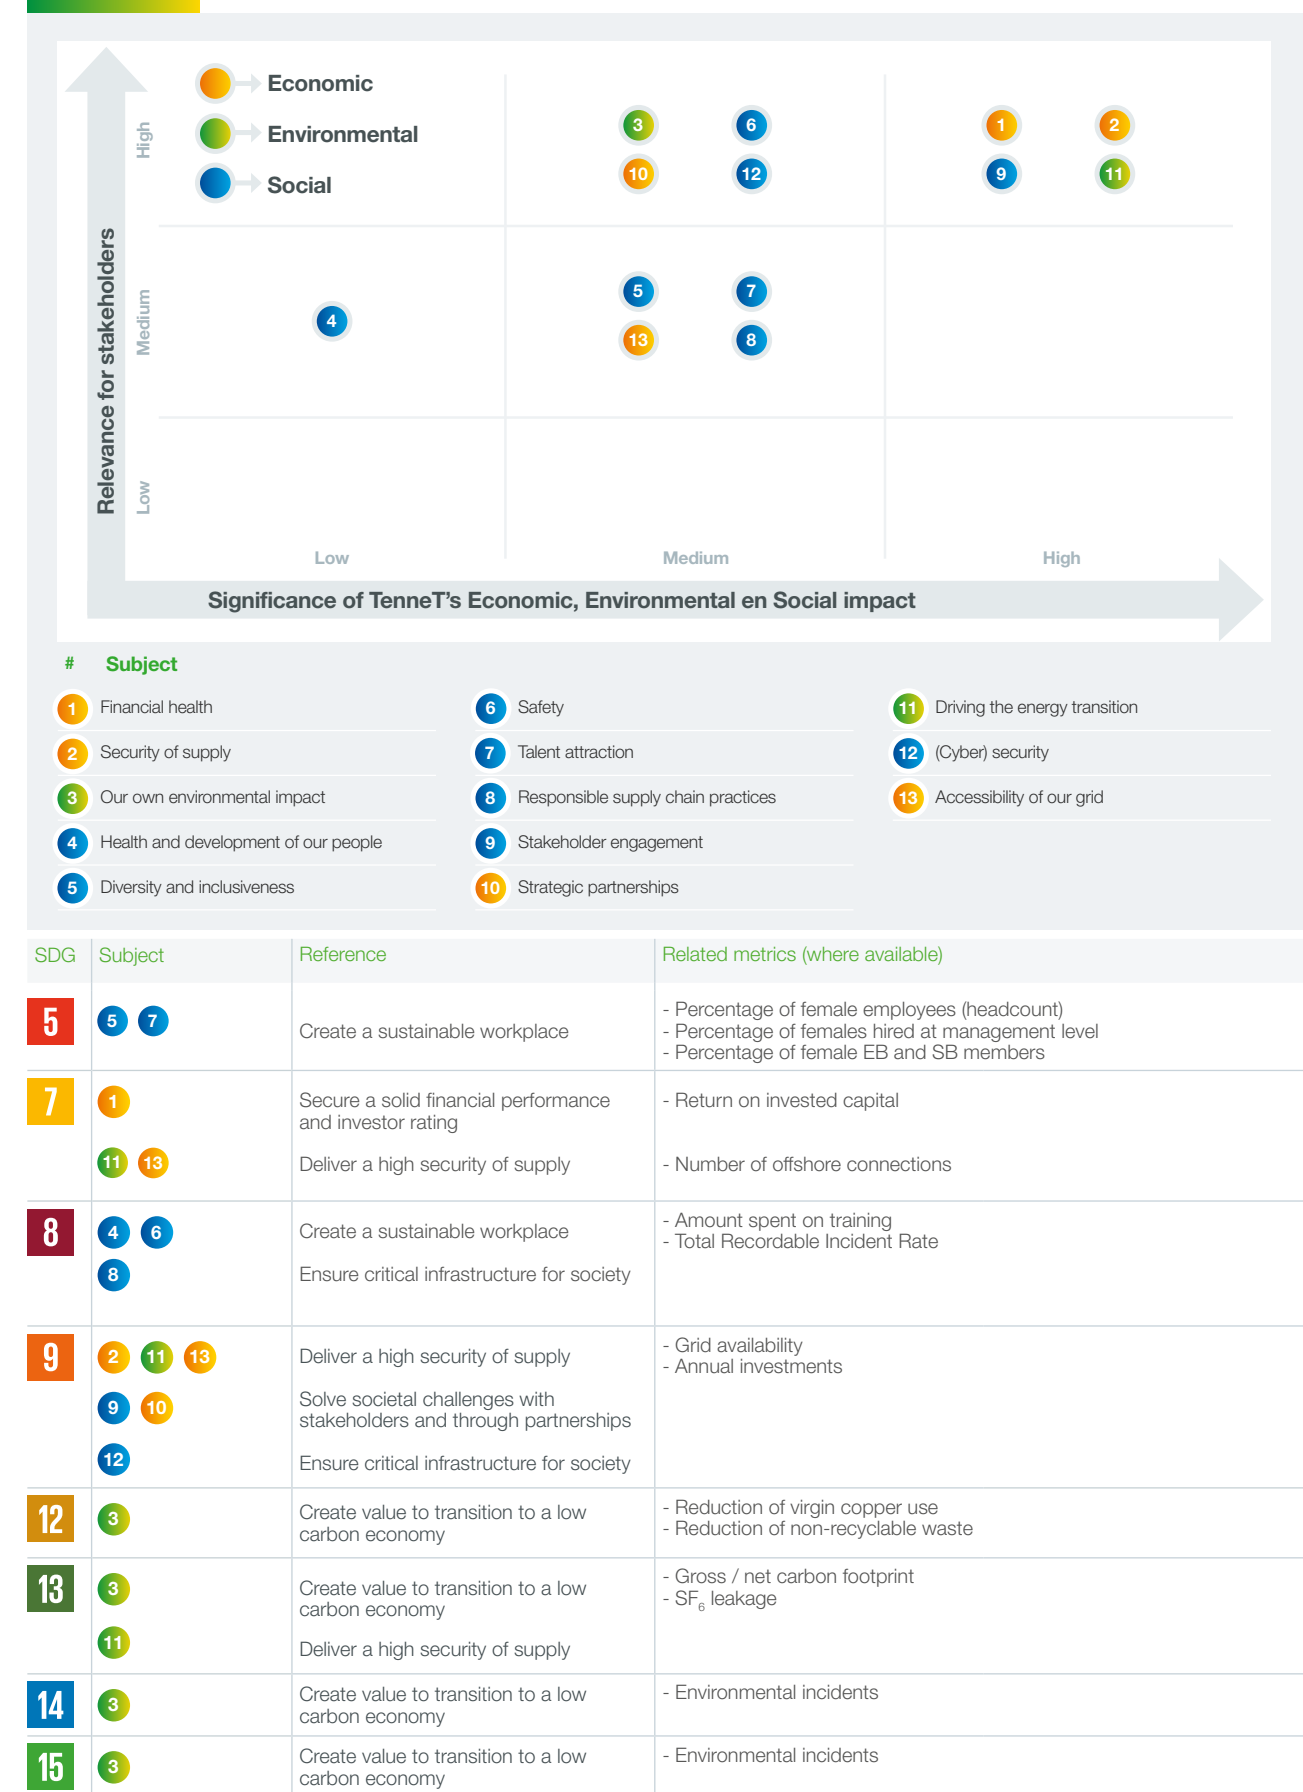 Economic
Environmental
Social
High
Medium
Low
Relevance for stakeholders
3
6
1
2
10
12
9
11
5
7
4
13
8
Low
Medium
High
Significance of TenneT's Economic, Environmental en Social impact
# Subject
1 Financial health
2 Security of supply
3 Our own environmental impact
4 Health and development of our people
5 Diversity and inclusiveness
6 Safety
7 Talent attraction
8 Responsible supply chain practices
9 Stakeholder engagement
10 Strategic partnerships
11 Driving the energy transition
12 (Cyber) security
13 Accessibility of our grid
SDG Subject Reference Related metrics (where available)
5
5 7
Create a sustainable workplace
- Percentage of female employees (headcount)
- Percentage of females hired at management level
- Percentage of female EB and SB members
7
1
Secure a solid financial performance
and investor rating
- Return on invested capital
11 13
Deliver a high security of supply
- Number of offshore connections
8
4 6
Create a sustainable workplace
- Amount spent on training
- Total Recordable Incident Rate
8
Ensure critical infrastructure for society
9
2 11 13
Deliver a high security of supply
- Grid availability
- Annual investments
9 10
Solve societal challenges with
stakeholders and through partnerships
12
Ensure critical infrastructure for society
12
3
Create value to transition to a low
carbon economy
- Reduction of virgin copper use
- Reduction of non-recyclable waste
13
3
Create value to transition to a low
carbon economy
- Gross / net carbon footprint
- SF6 leakage
11
Deliver a high security of supply
14
3
Create value to transition to a low
carbon economy
- Environmental incidents
15
3
Create value to transition to a low
carbon economy
- Environmental incidents